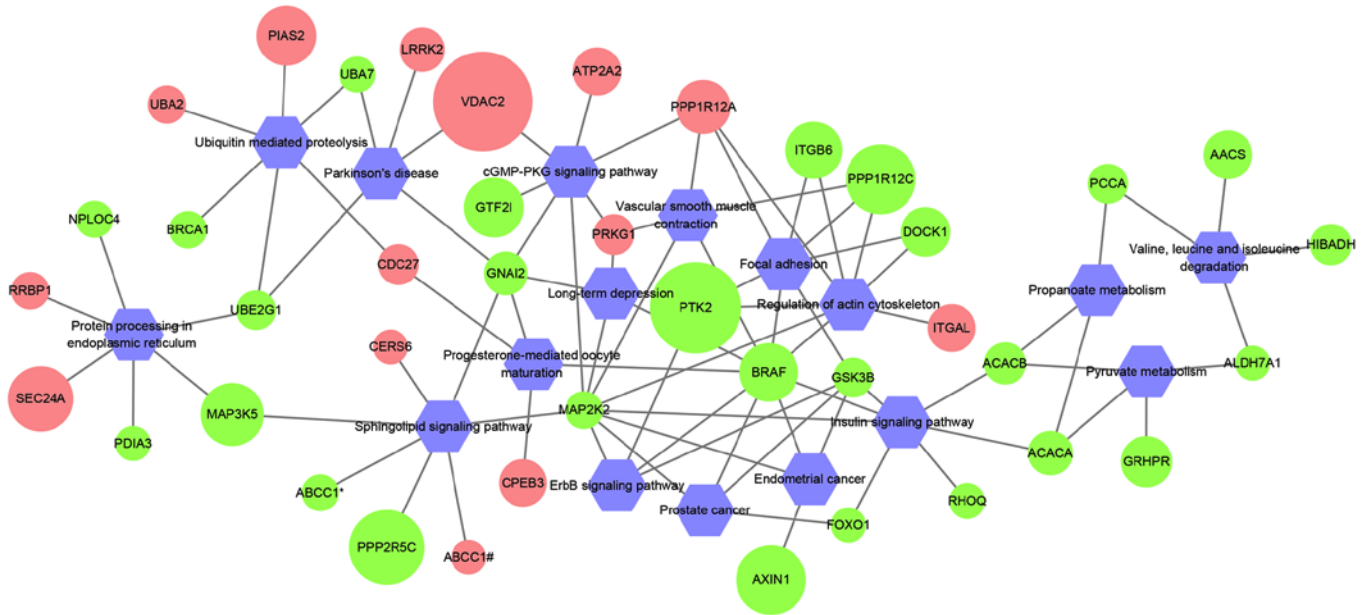 PIAS2
LRRK2
UBA7
ATP2A2
VDAC2
UBA2
PPP1R12A
Ubiquitin mediated proteolysis
ITGB6
AACS
Parkinson's disease
cGMP-PKG signaling pathway
PPP1R12C
PCCA
GTF2I
Vascular smooth muscle
contraction
NPLOC4
BRCA1
PRKG1
DOCK1
HIBADH
Valine, leucine and isoleucine
degradation
CDC27
GNAI2
Focal adhesion
RRBP1
Long-term depression
Propanoate metabolism
PTK2
Regulation of actin cytoskeleton
UBE2G1
Protein processing in
endoplasmic reticulum
ITGAL
CERS6
Progesterone-mediated oocyte
maturation
ACACB
ALDH7A1
BRAF
GSK3B
Pyruvate metabolism
SEC24A
MAP3K5
MAP2K2
Sphingolipid signaling pathway
Insulin signaling pathway
PDIA3
ACACA
GRHPR
CPEB3
ErbB signaling pathway
Endometrial cancer
ABCC1*
RHOQ
Prostate cancer
FOXO1
PPP2R5C
ABCC1#
AXIN1